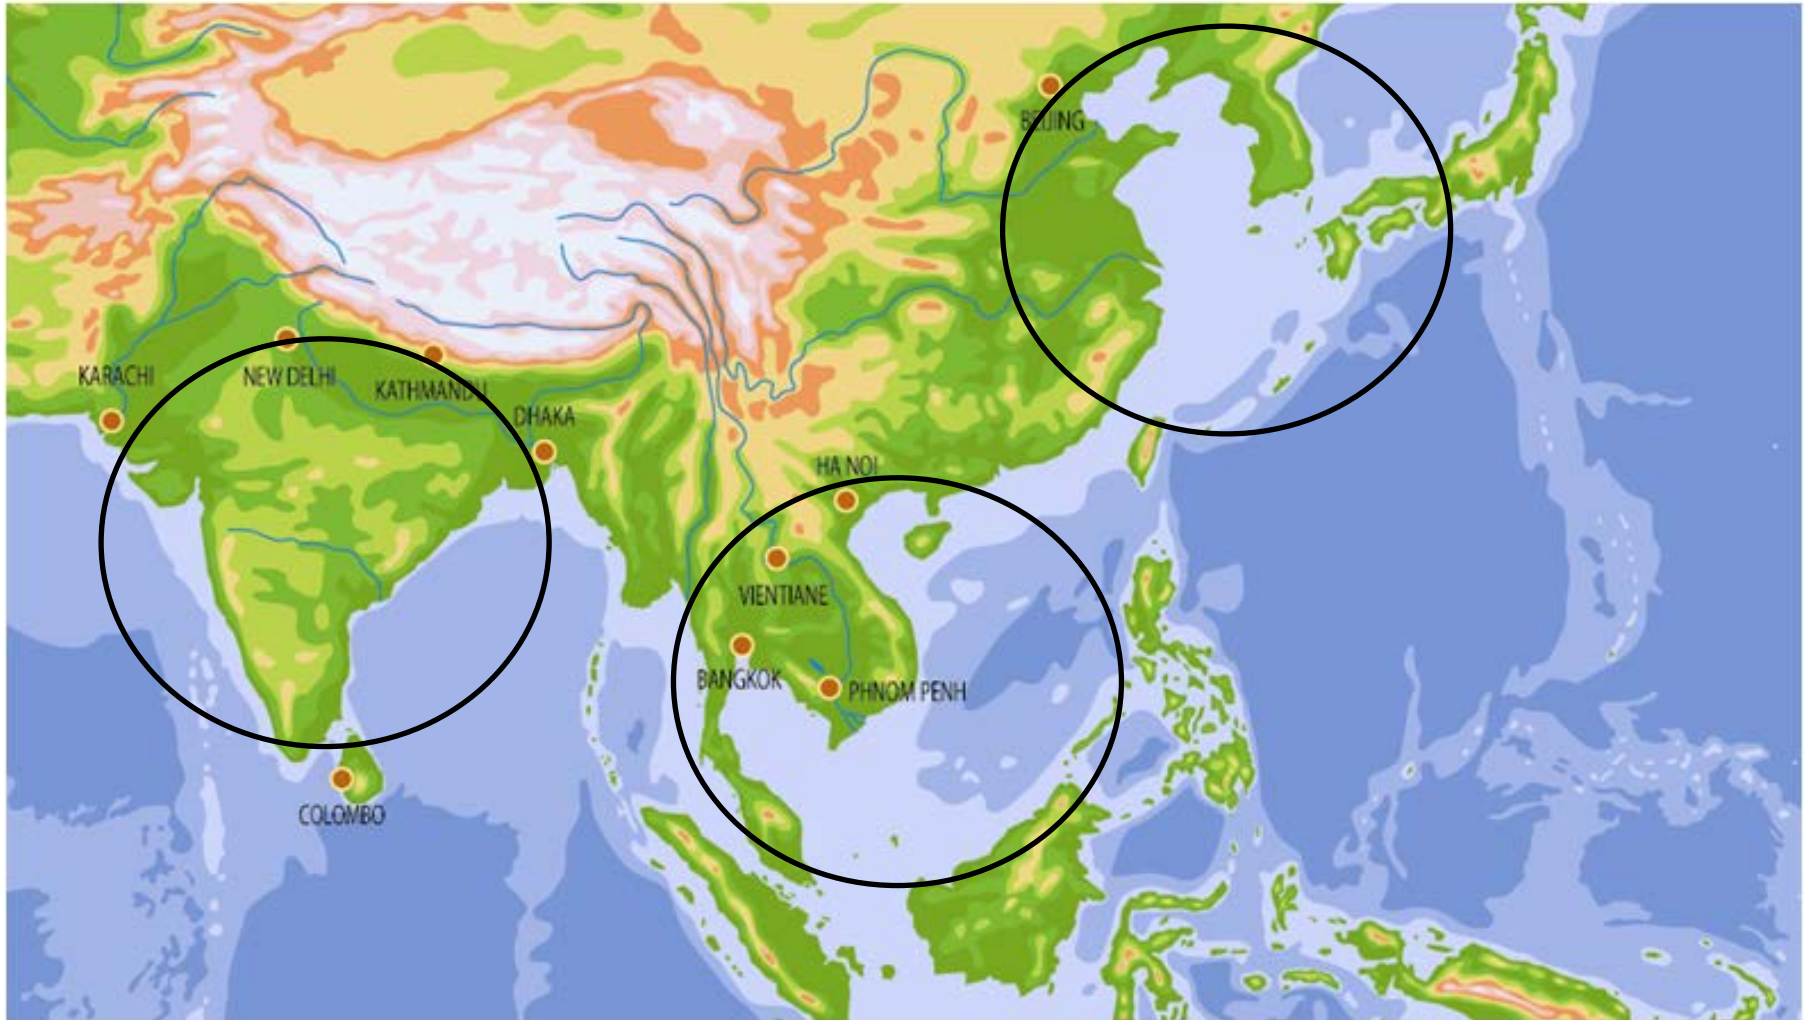 BEIJING
KARACHI
NEW DELHI
KATHMANDU
DHAKA
HA NOI
VIENTIANE
BANGKOK
PHNOM PENH
COLOMBO